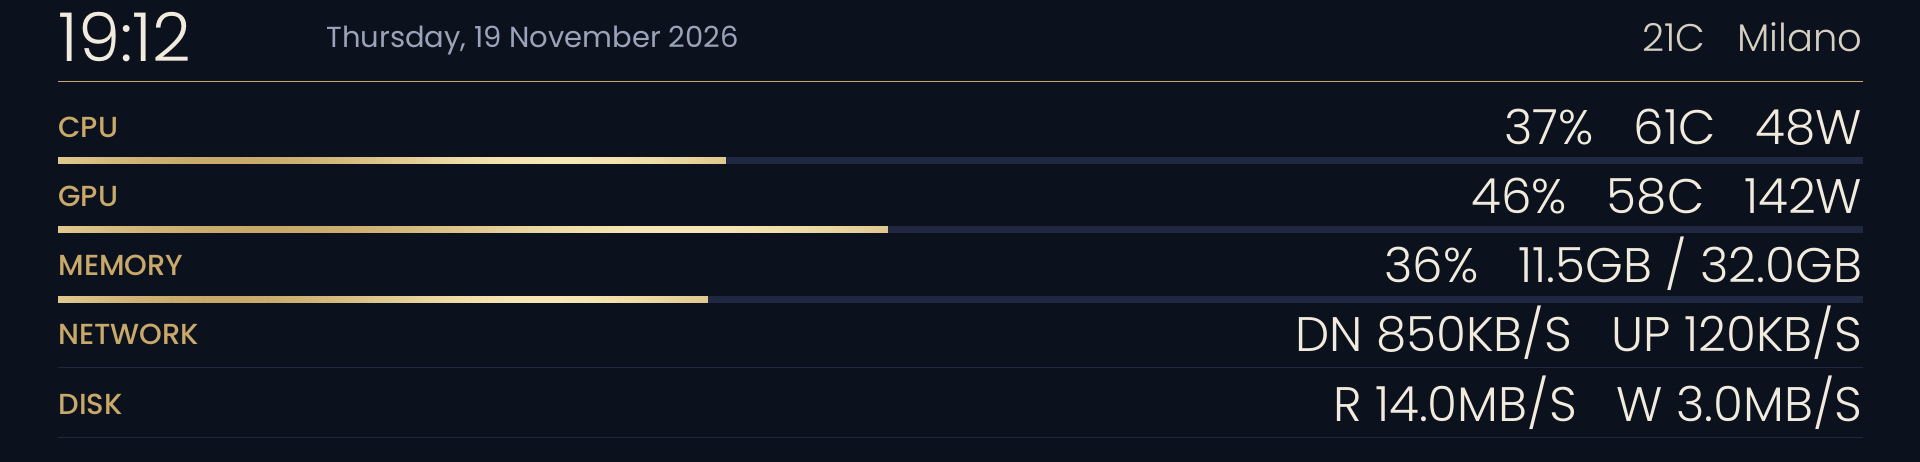 19:12 Thursday, 19 November 2026 21C Milano
CPU 37% 61C 48W
GPU 46% 58C 142W
MEMORY 36% 11.5GB / 32.0GB
NETWORK DN 850KB/S UP 120KB/S
DISK R 14.0MB/S W 3.0MB/S